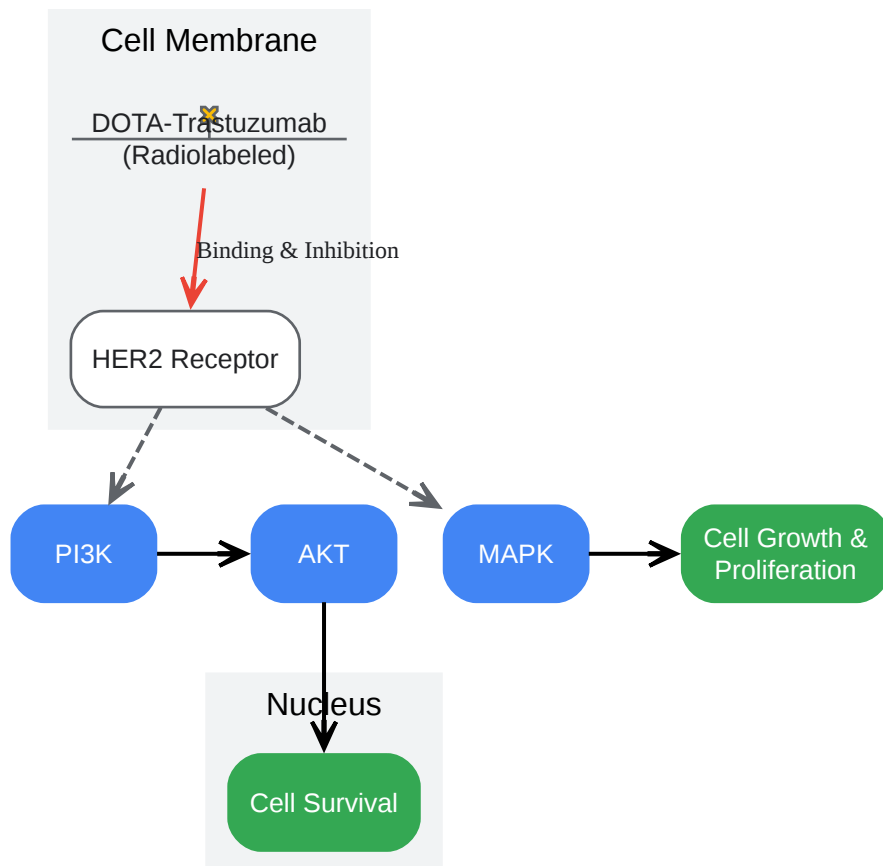 Cell Membrane
DOTA-Trastuzumab
(Radiolabeled)
Binding & Inhibition
HER2 Receptor
PI3K
AKT
MAPK
Cell Growth &
Proliferation
Nucleus
Cell Survival